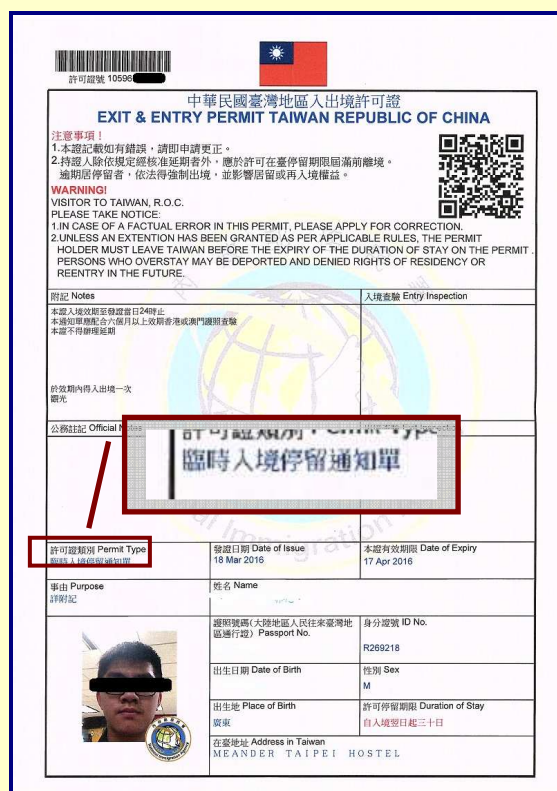 許可證號 10596
中華民國臺灣地區入出境許可證
EXIT & ENTRY PERMIT TAIWAN REPUBLIC OF CHINA
注意事項！
1.本證記載如有錯誤，請即申請更正。
2.持證人除依規定經核准延期者外，應於許可在臺停留期限屆滿前離境。
逾期居停留者，依法得強制出境，並影響居留或再入境權益。
WARNING!
VISITOR TO TAIWAN, R.O.C.
PLEASE TAKE NOTICE:
1.IN CASE OF A FACTUAL ERROR IN THIS PERMIT, PLEASE APPLY FOR CORRECTION.
2.UNLESS AN EXTENTION HAS BEEN GRANTED AS PER APPLICABLE RULES, THE PERMIT
HOLDER MUST LEAVE TAIWAN BEFORE THE EXPIRY OF THE DURATION OF STAY ON THE PERMIT .
PERSONS WHO OVERSTAY MAY BE DEPORTED AND DENIED RIGHTS OF RESIDENCY OR
REENTRY IN THE FUTURE.
附記 Notes
入境查驗 Entry Inspection
本證入境效期至發證當日24時止
本通知單應配合六個月以上效期香港或澳門護照查驗
本證不得辦理延期
於效期內得入出境一次
觀光
公務註記 Official
許可證類別 Permit Type
臨時入境停留通知單
許可證類別 Permit Type
臨時入境停留通知單
發證日期 Date of Issue
18 Mar 2016
本證有效期限 Date of Expiry
17 Apr 2016
事由 Purpose
詳附記
姓名 Name
護照號碼(大陸地區人民往來臺灣地
區通行證) Passport No.
身分證號 ID No.
R269218
出生日期 Date of Birth
性別 Sex
M
出生地 Place of Birth
廣東
許可停留期限 Duration of Stay
自入境翌日起三十日
在臺地址 Address in Taiwan
MEANDER TAIPEI HOSTEL